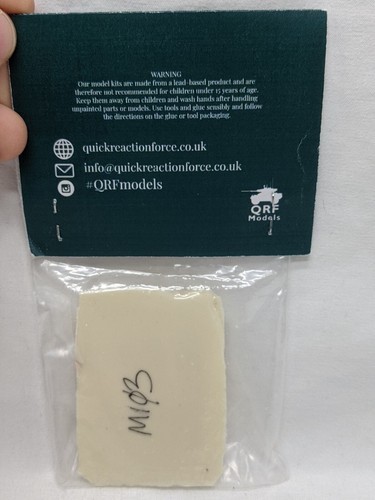 WARNING
Our model kits are made from a lead-based product and are
therefore not recommended for children under 15 years of age.
Keep them away from children and wash hands after handling
unpainted parts or models. Use tools and glue sensibly and follow
the directions on the glue or tool packaging.
quickreactionforce.co.uk
info@quickreactionforce.co.uk
#QRFmodels
QRF
Models
M1ϕ3